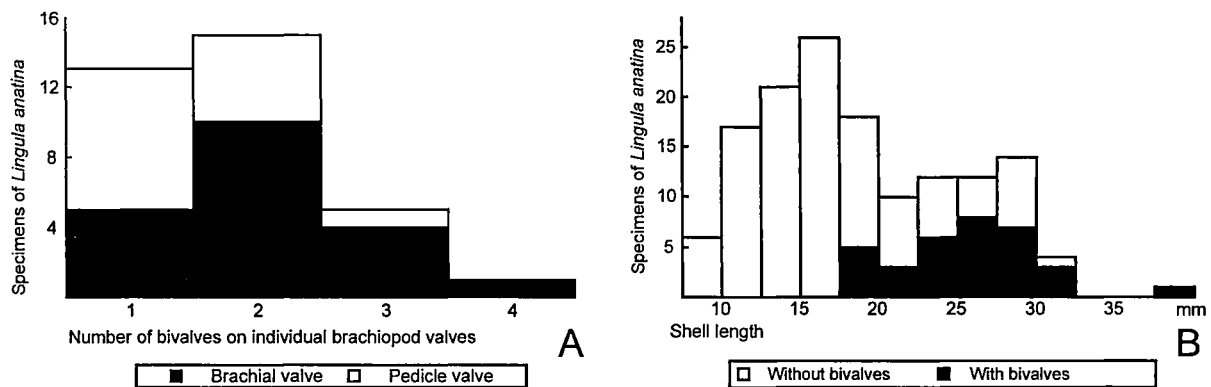 16
12
8
4
Specimens of Lingula anatina
1 2 3 4
Number of bivalves on individual brachiopod valves
A
Brachial valve Pedicle valve
25
20
15
10
5
Specimens of Lingula anatina
10 15 20 25 30 35 mm
Shell length
B
Without bivalves With bivalves